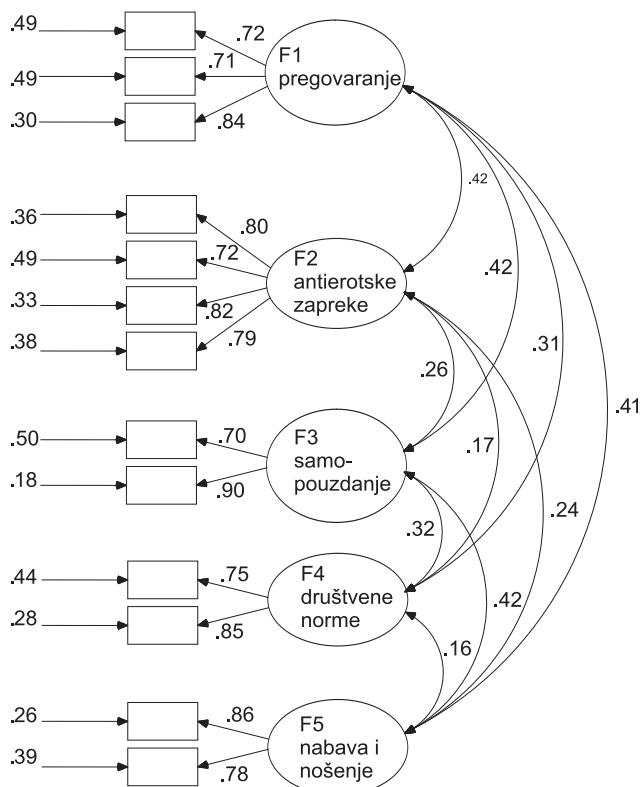 .49
.72
F1
pregovaranje
.71
.49
.30
.84
.42
.36
.80
.42
.49
.72
F2
antierotske
zapreke
.33
.82
.38
.79
.31
.26
.41
.50
.70
F3
samo-
pouzdanje
.17
.18
.90
.24
.32
.44
.75
F4
društvene
norme
.28
.85
.42
.16
.26
.86
F5
nabava i
nošenje
.39
.78